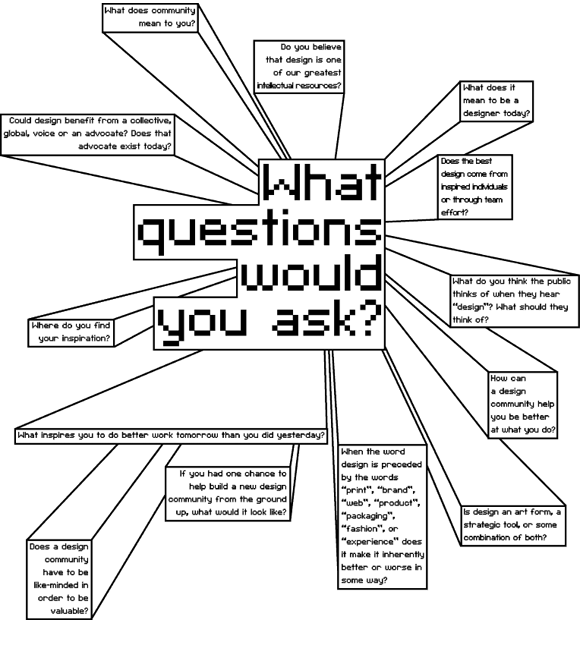 What does community
mean to you?
Do you believe
that design is one
of our greatest
intellectual resources?
What does it
mean to be a
designer today?
Could design benefit from a collective,
global, voice or an advocate? Does that
advocate exist today?
Does the best
design come from
inspired individuals
or through team
effort?
What
questions
would
you ask?
What do you think the public
thinks of when they hear
“design”? What should they
think of?
Where do you find
your inspiration?
How can
a design
community help
you be better
at what you do?
What inspires you to do better work tomorrow than you did yesterday?
When the word
design is preceded
by the words
“print”, “brand”,
“web”, “product”,
“packaging”,
“fashion”, or
“experience” does
it make it inherently
better or worse in
some way?
If you had one chance to
help build a new design
community from the ground
up, what would it look like?
Is design an art form, a
strategic tool, or some
combination of both?
Does a design
community
have to be
like-minded in
order to be
valuable?